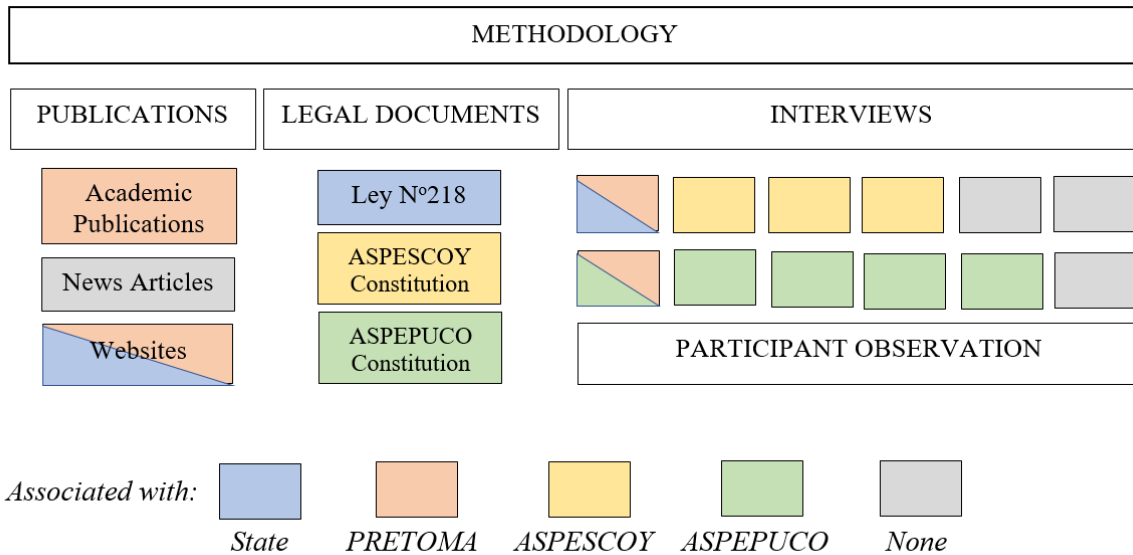 METHODOLOGY
PUBLICATIONS
LEGAL DOCUMENTS
INTERVIEWS
Academic
Publications
News Articles
Websites
Ley Nº218
ASPESCOY
Constitution
ASPEPUCO
Constitution
PARTICIPANT OBSERVATION
Associated with:
State
PRETOMA
ASPESCOY
ASPEPUCO
None